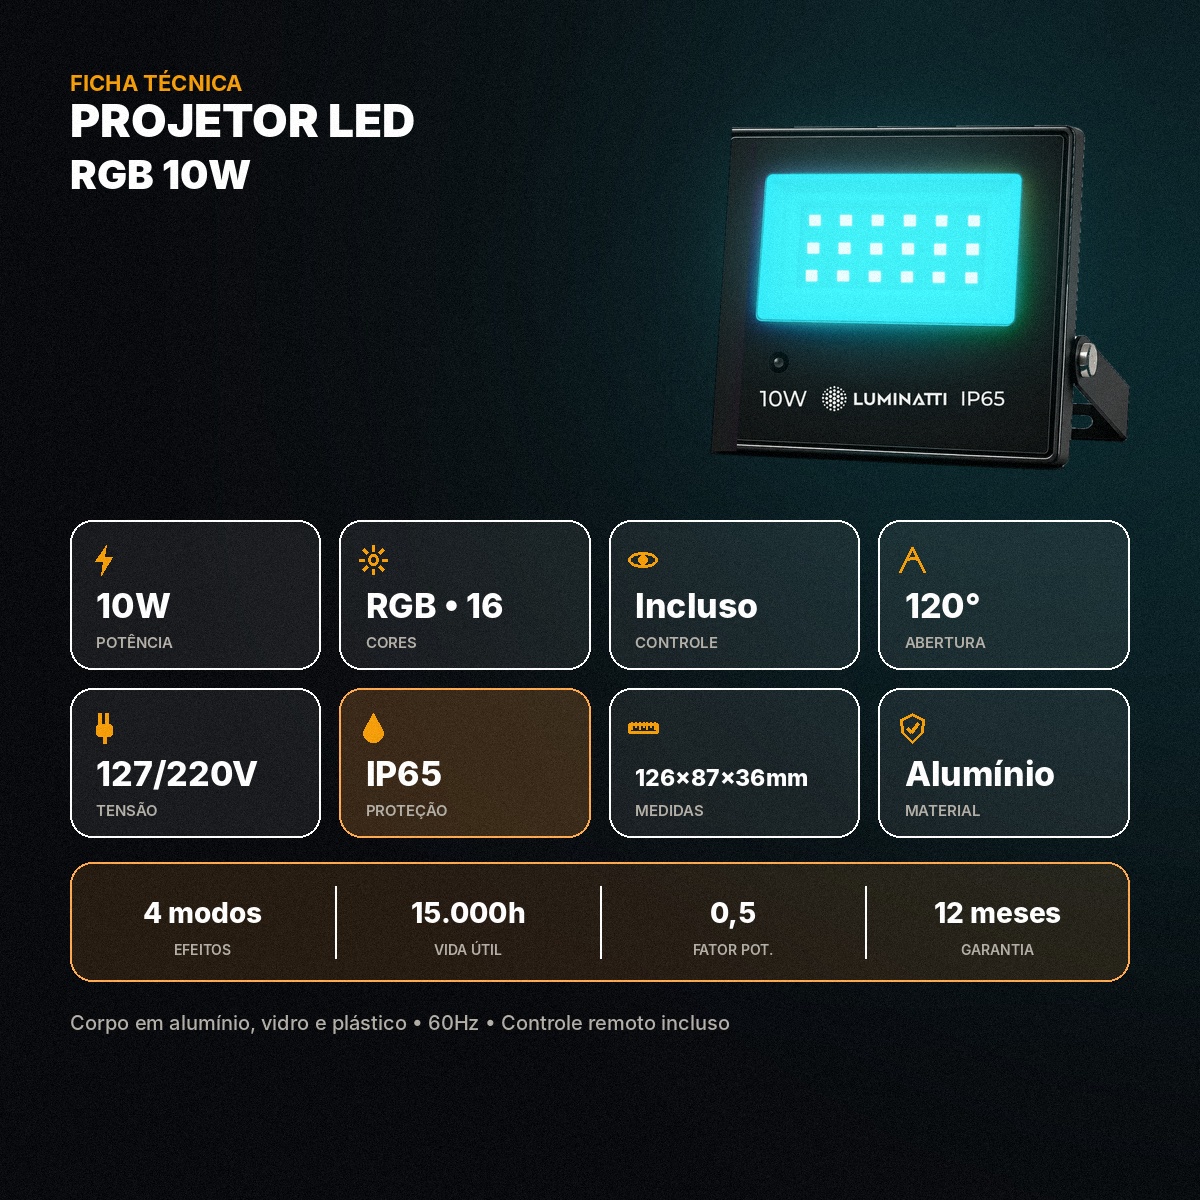 FICHA TÉCNICA
PROJETOR LED
RGB 10W
10W LUMINATTI IP65
10W
POTÊNCIA
RGB • 16
CORES
Incluso
CONTROLE
120°
ABERTURA
127/220V
TENSÃO
IP65
PROTEÇÃO
126×87×36mm
MEDIDAS
Alumínio
MATERIAL
4 modos
EFEITOS
15.000h
VIDA ÚTIL
0,5
FATOR POT.
12 meses
GARANTIA
Corpo em alumínio, vidro e plástico • 60Hz • Controle remoto incluso